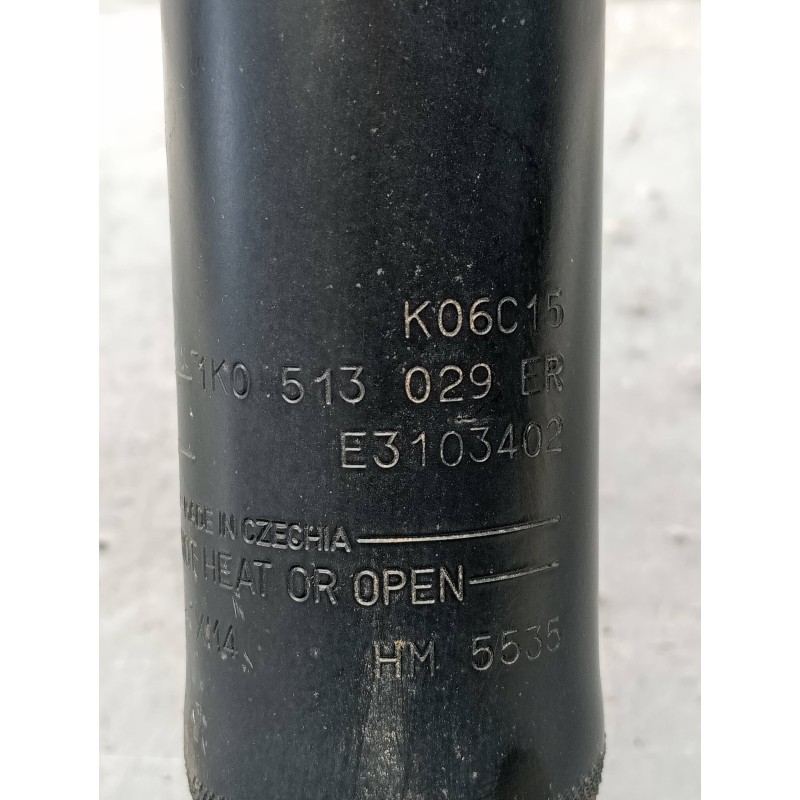 K06C15
1K0 513 029 ER
E3103402
MADE IN CZECHIA
HEAT OR OPEN
HM 5535